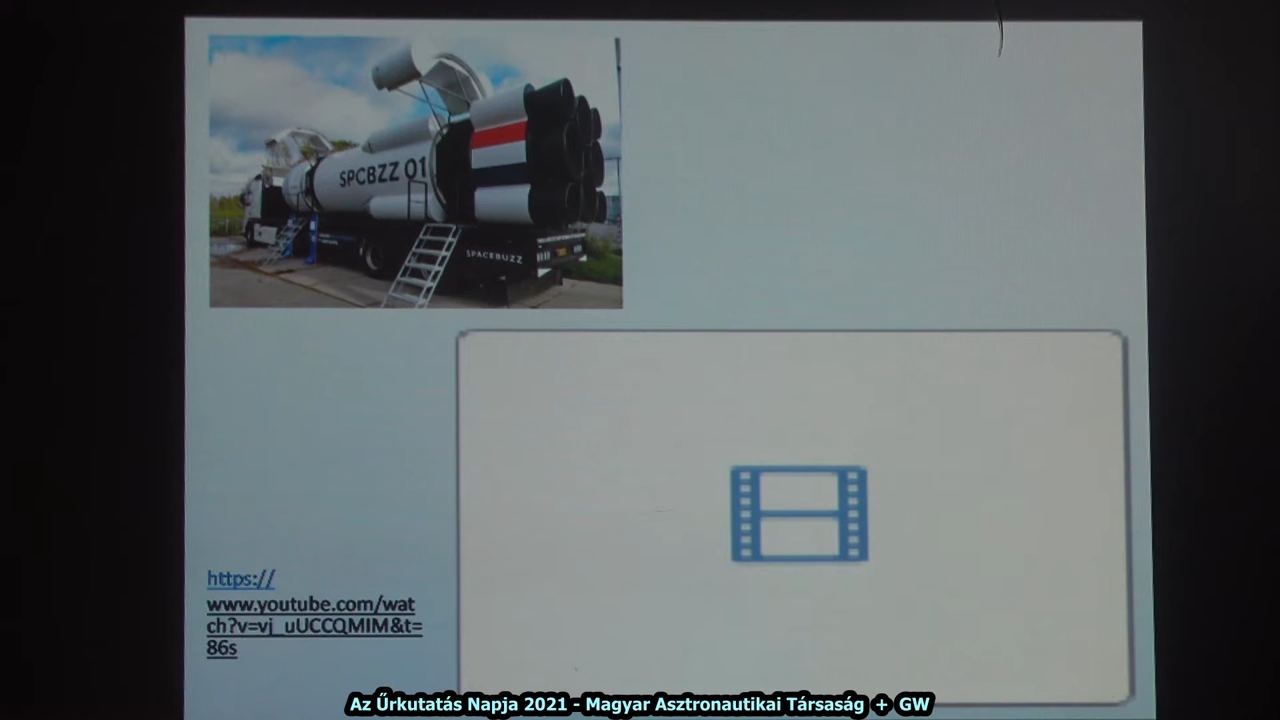 SPCBZZ 01
SPACEBUZZ
https://
www.youtube.com/wat
ch?v=vj_uUCCQMIM&t=
86s
Az Űrkutatás Napja 2021 - Magyar Asztronautikai Társaság + GW